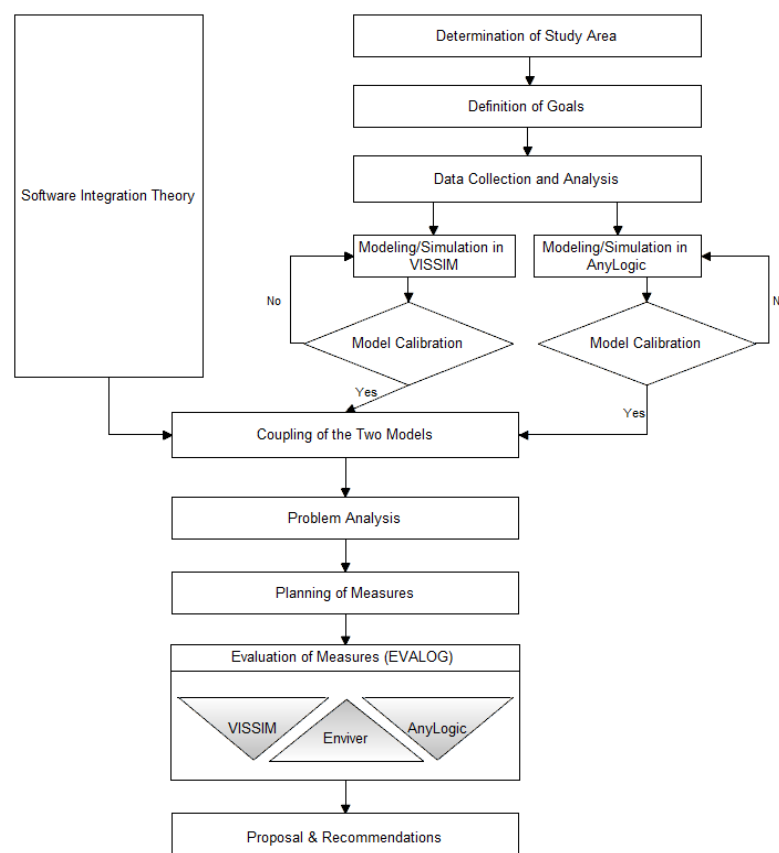 Determination of Study Area
Definition of Goals
Software Integration Theory
Data Collection and Analysis
Modeling/Simulation in
VISSIM
Modeling/Simulation in
AnyLogic
No
N
Model Calibration
Model Calibration
Yes
Yes
Coupling of the Two Models
Problem Analysis
Planning of Measures
Evaluation of Measures (EVALOG)
VISSIM
Enviver
AnyLogic
Proposal & Recommendations